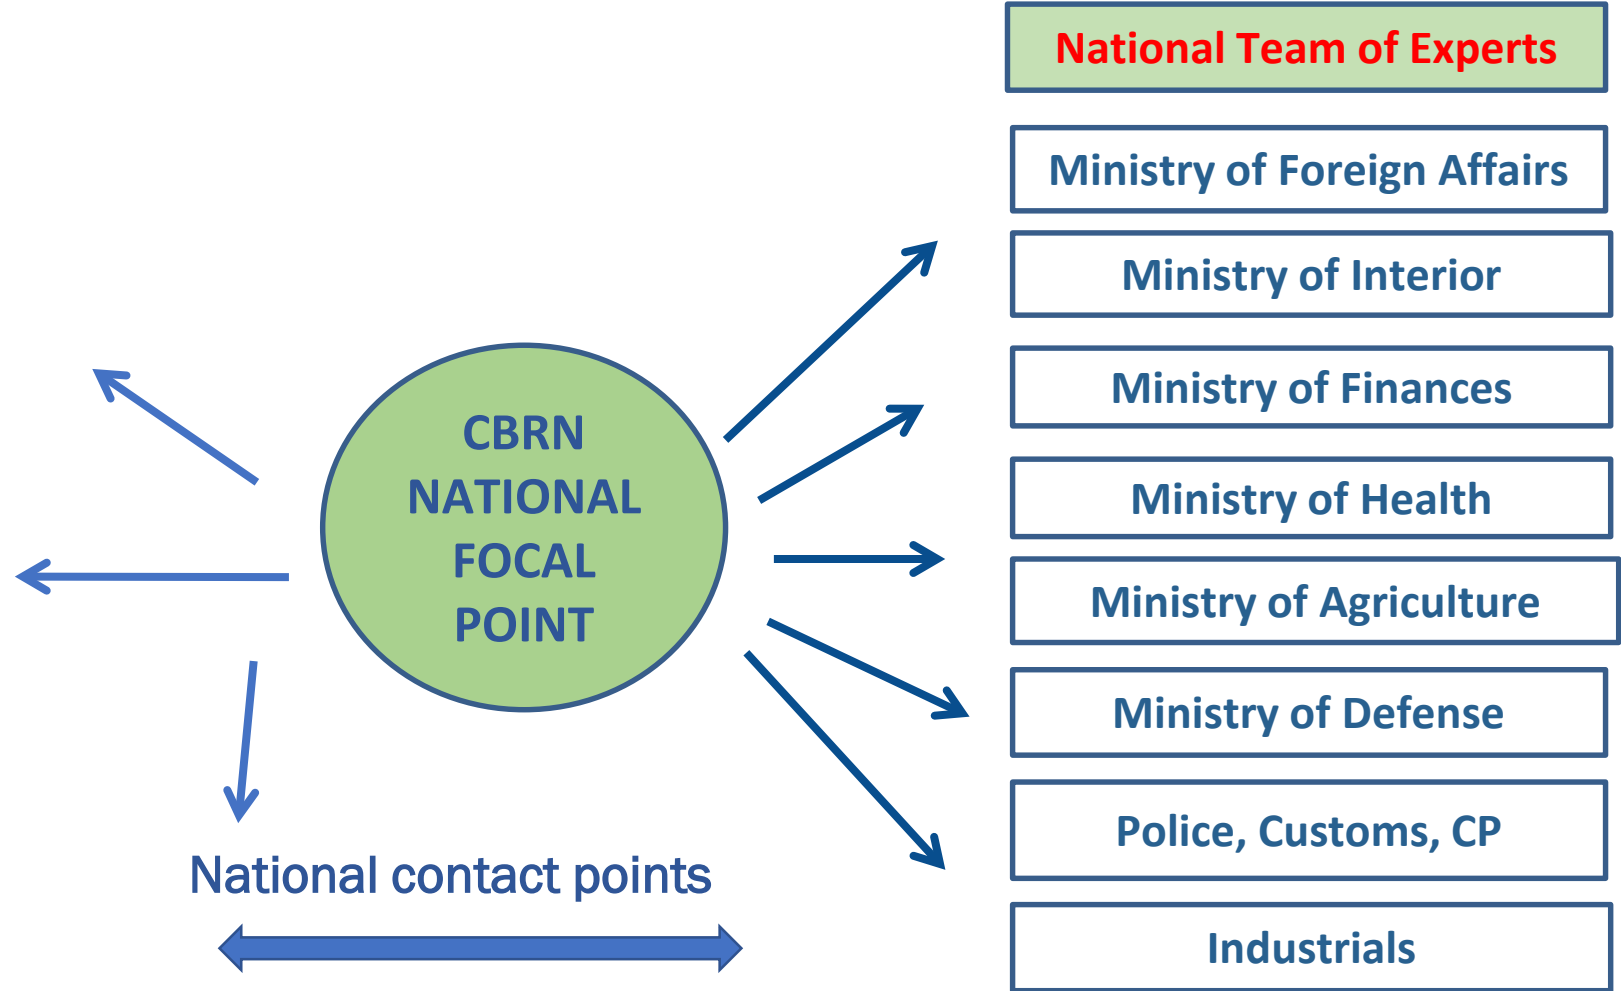 National Team of Experts
Ministry of Foreign Affairs
Ministry of Interior
Ministry of Finances
Ministry of Health
Ministry of Agriculture
Ministry of Defense
Police, Customs, CP
Industrials
CBRN
NATIONAL
FOCAL
POINT
National contact points